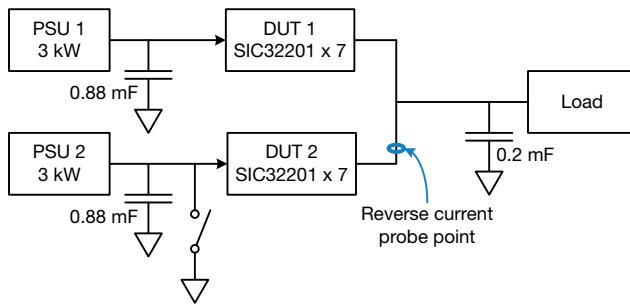 PSU 1
3 kW
DUT 1
SIC32201 x 7
0.88 mF
Load
PSU 2
3 kW
DUT 2
SIC32201 x 7
0.2 mF
0.88 mF
Reverse current
probe point